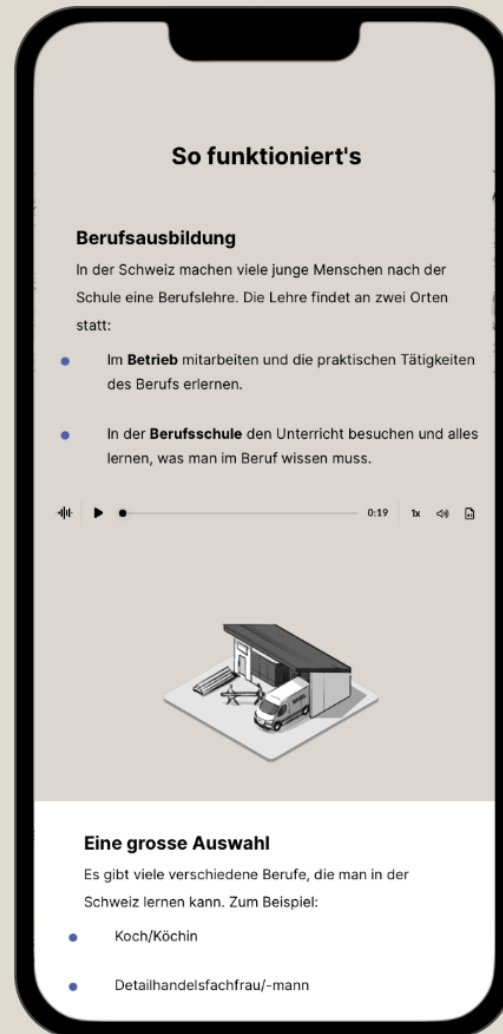 So funktioniert's
Berufsausbildung
In der Schweiz machen viele junge Menschen nach der
Schule eine Berufslehre. Die Lehre findet an zwei Orten
statt:
Im Betrieb mitarbeiten und die praktischen Tätigkeiten
des Berufs erlernen.
In der Berufsschule den Unterricht besuchen und alles
lernen, was man im Beruf wissen muss.
0:19 1x
Eine grosse Auswahl
Es gibt viele verschiedene Berufe, die man in der
Schweiz lernen kann. Zum Beispiel:
Koch/Köchin
Detailhandelsfachfrau/-mann